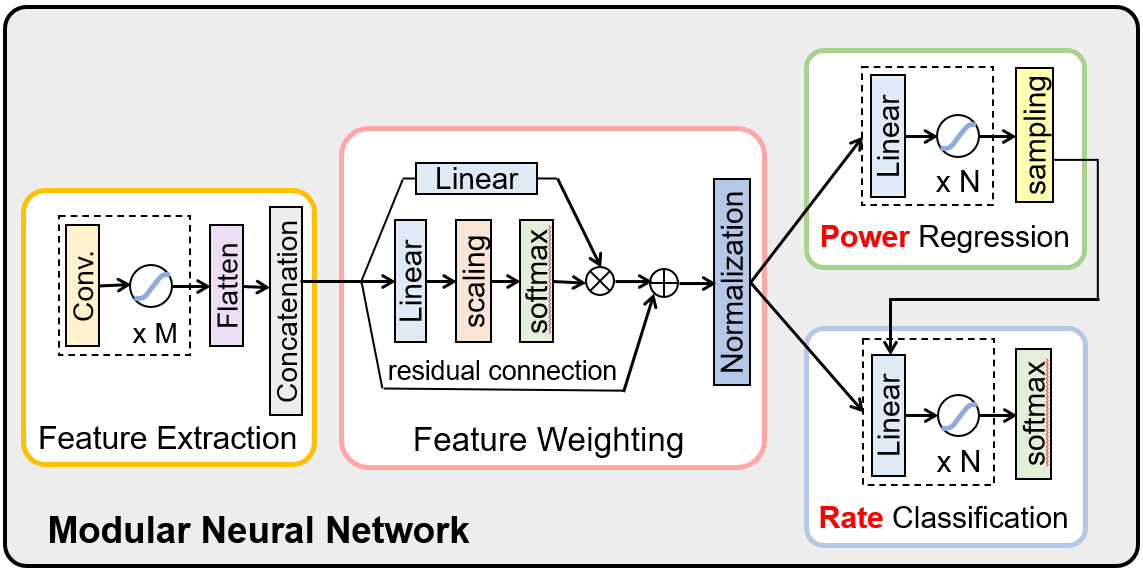 Conv.
x M
Flatten
Concatenation
Feature Extraction
Linear
Linear
scaling
softmax
residual connection
Normalization
Feature Weighting
Linear
x N
sampling
Power Regression
Linear
x N
softmax
Rate Classification
Modular Neural Network